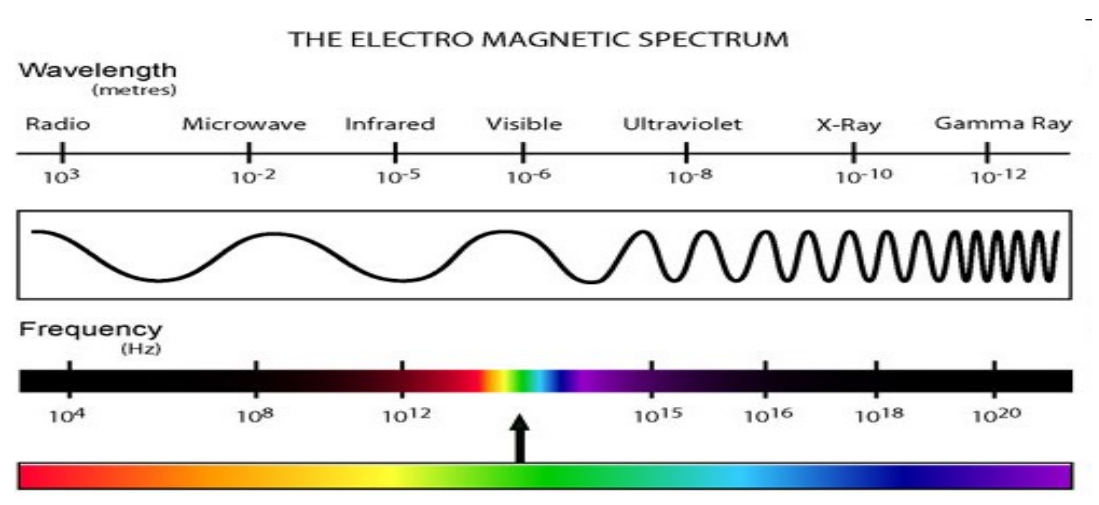 THE ELECTRO MAGNETIC SPECTRUM
Wavelength
(metres)
Radio Microwave Infrared Visible Ultraviolet X-Ray Gamma Ray
10³ 10⁻² 10⁻⁵ 10⁻⁶ 10⁻⁸ 10⁻¹⁰ 10⁻¹²
Frequency
(Hz)
10⁴ 10⁸ 10¹² 10¹⁵ 10¹⁶ 10¹⁸ 10²⁰